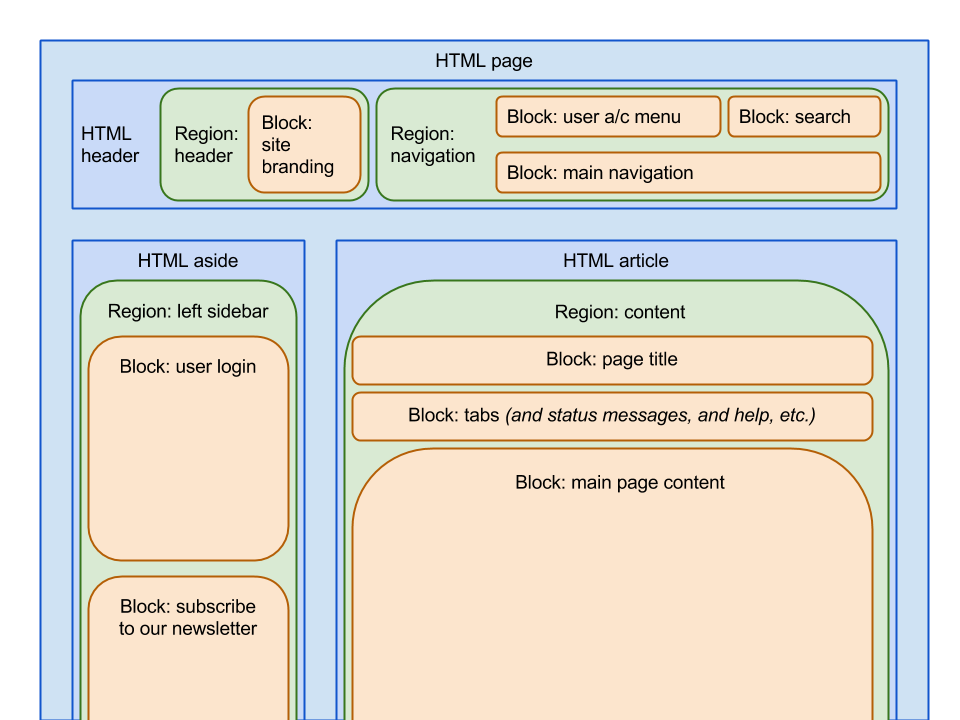 HTML page
HTML
header
Region:
header
Block:
site
branding
Region:
navigation
Block: user a/c menu
Block: search
Block: main navigation
HTML aside
Region: left sidebar
Block: user login
Block: subscribe
to our newsletter
HTML article
Region: content
Block: page title
Block: tabs (and status messages, and help, etc.)
Block: main page content